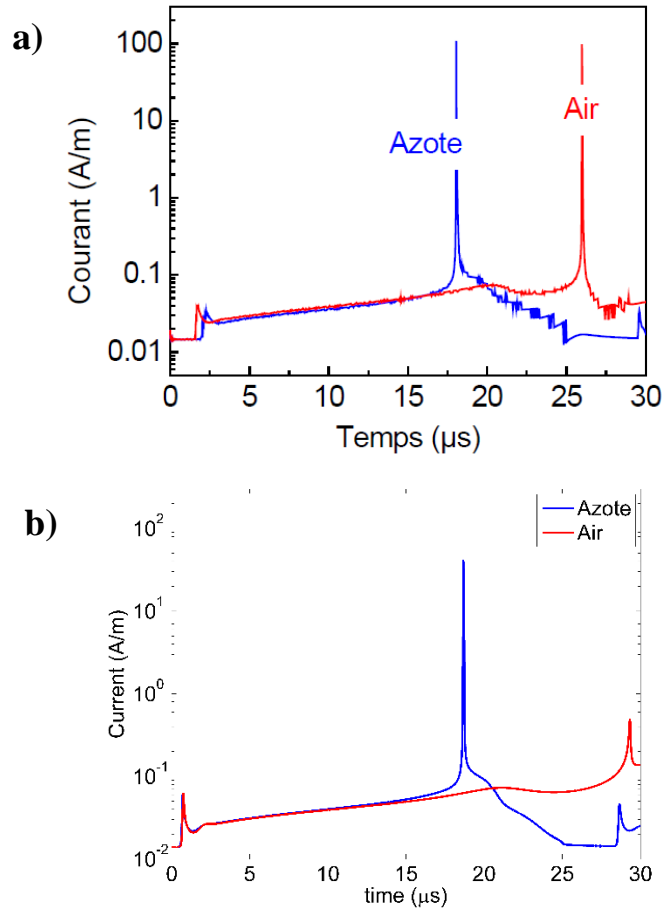 a)
100
10
1
0.1
0.01
Courant (A/m)
Azote
Air
0 5 10 15 20 25 30
Temps (µs)
b)
Azote
Air
10²
10¹
10⁰
10⁻¹
10⁻²
Current (A/m)
0 5 10 15 20 25 30
time (μs)